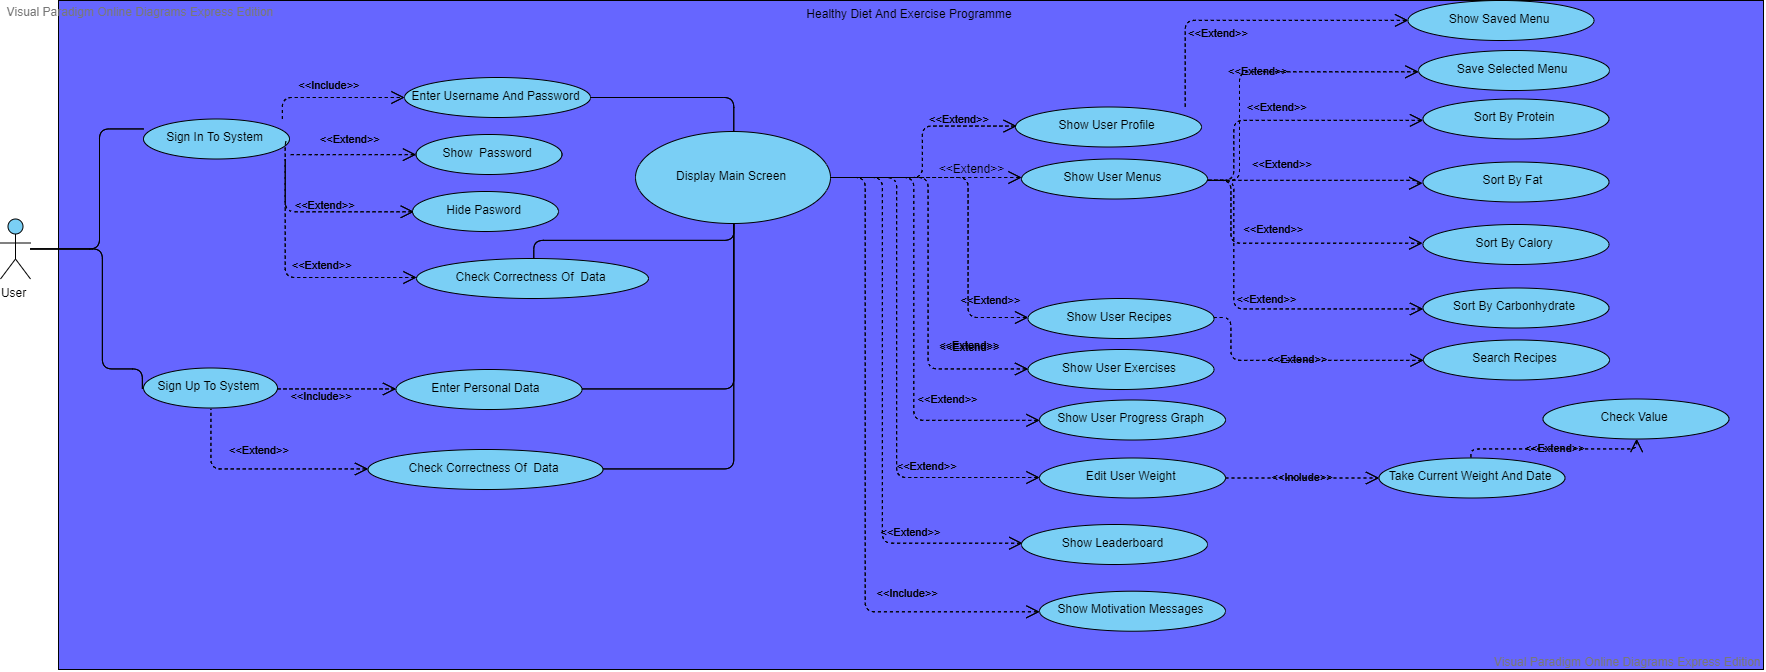 Visual Paradigm Online Diagrams Express Edition
Healthy Diet And Exercise Programme
Show Saved Menu
<<Extend>>
Save Selected Menu
<<Extend>>
<<Include>>
Enter Username And Password
<<Extend>>
Sort By Protein
<<Extend>>
Show User Profile
Sign In To System
<<Extend>>
Show  Password
<<Extend>>
Show User Menus
<<Extend>>
Sort By Fat
Display Main Screen
<<Extend>>
Hide Pasword
<<Extend>>
Sort By Calory
<<Extend>>
Check Correctness Of  Data
User
<<Extend>>
Show User Recipes
<<Extend>>
Sort By Carbonhydrate
<<Extend>>
<<Extend>>
Show User Exercises
<<Extend>>
Search Recipes
Sign Up To System
<<Include>>
Enter Personal Data
<<Extend>>
Show User Progress Graph
Check Value
<<Extend>>
<<Extend>>
Check Correctness Of  Data
<<Extend>>
Edit User Weight
<<Include>>
Take Current Weight And Date
<<Extend>>
Show Leaderboard
<<Include>>
Show Motivation Messages
Visual Paradigm Online Diagrams Express Edition